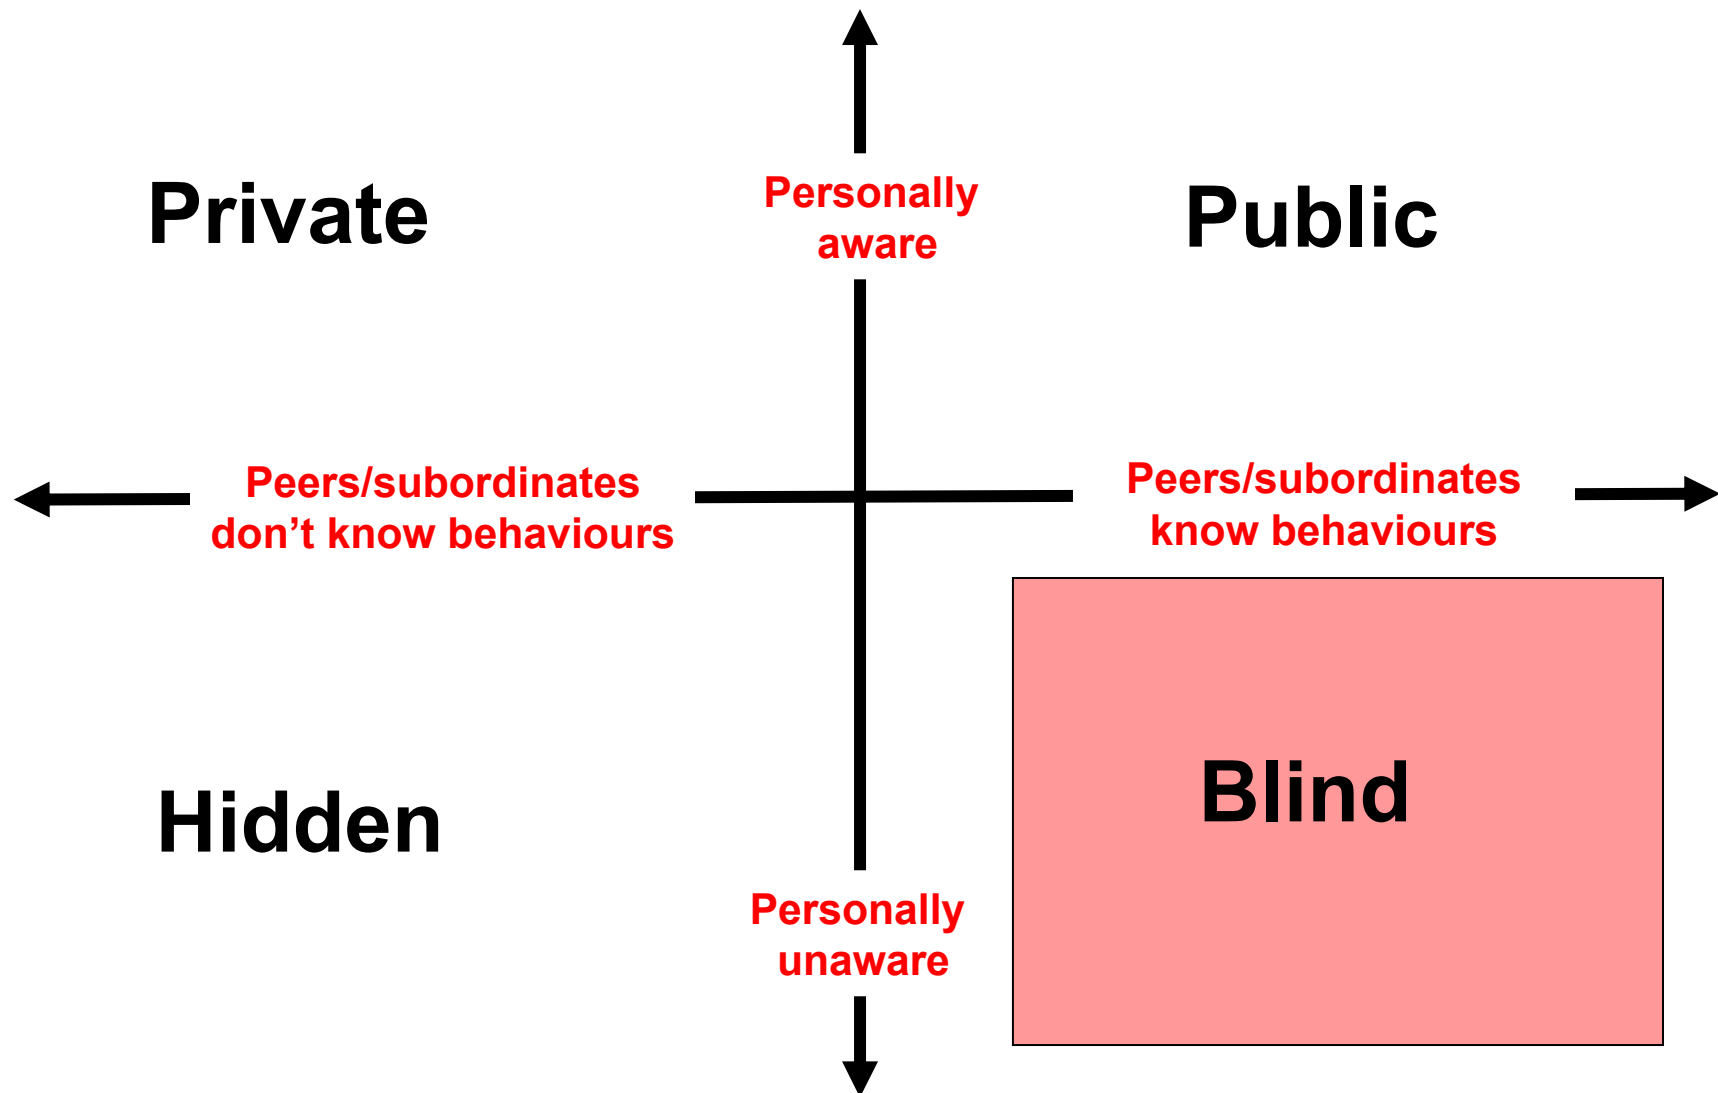 Private
Personally
aware
Public
Peers/subordinates
don’t know behaviours
Peers/subordinates
know behaviours
Hidden
Blind
Personally
unaware